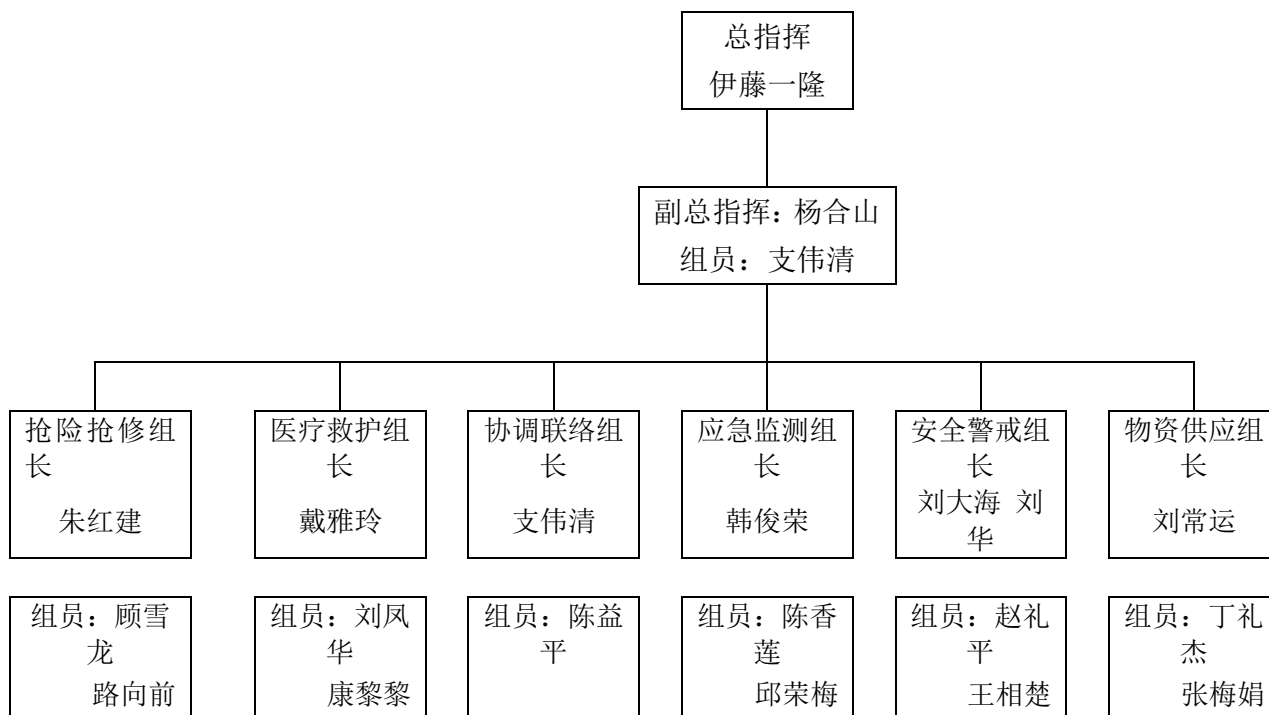 总指挥
伊藤一隆
副总指挥：杨合山
组员：支伟清
抢险抢修组
长
朱红建
医疗救护组
长
戴雅玲
协调联络组
长
支伟清
应急监测组
长
韩俊荣
安全警戒组
长
刘大海 刘
华
物资供应组
长
刘常运
组员：顾雪
龙
路向前
组员：刘凤
华
康黎黎
组员：陈益
平
组员：陈香
莲
邱荣梅
组员：赵礼
平
王相楚
组员：丁礼
杰
张梅娟